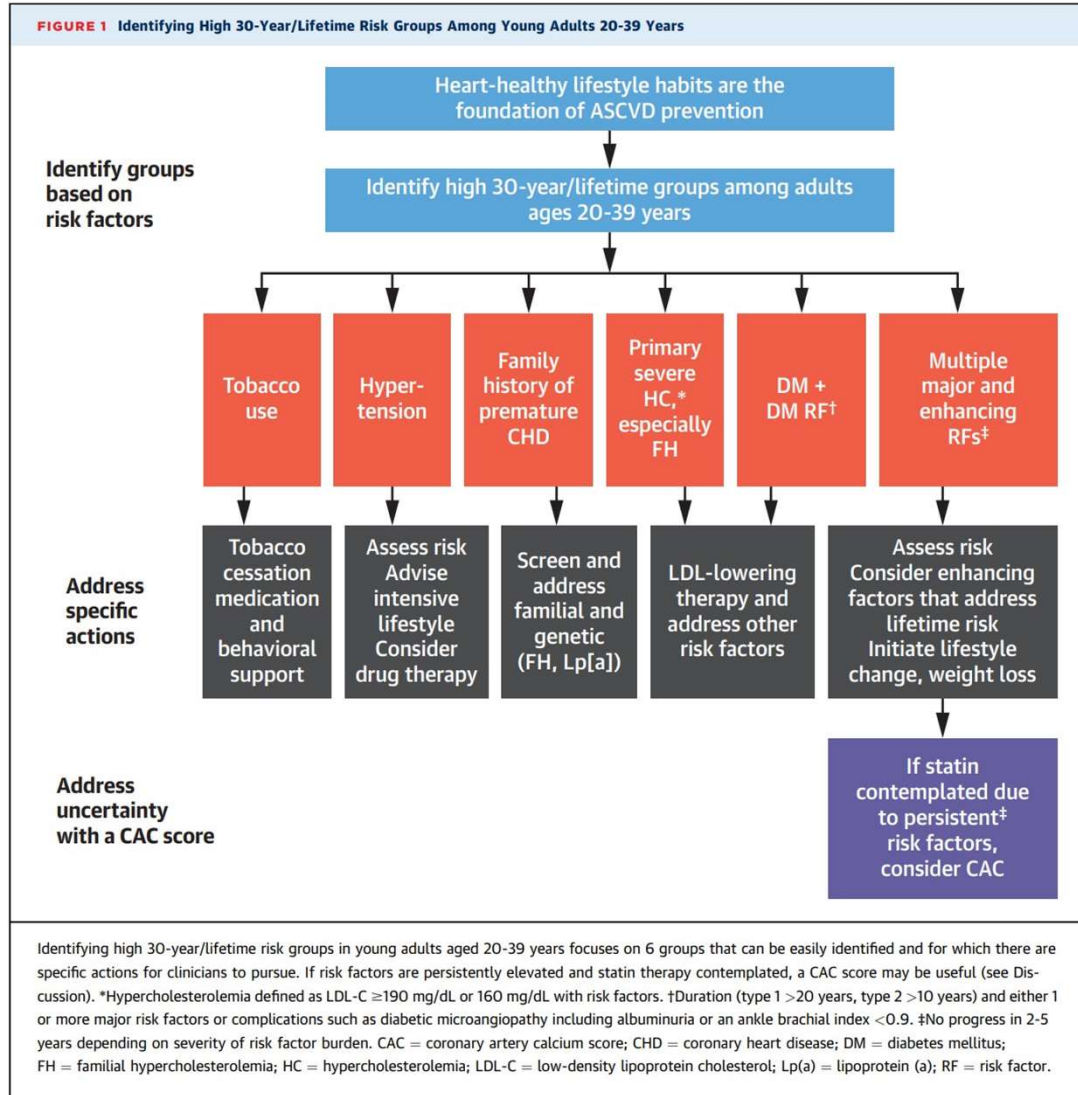 FIGURE 1 Identifying High 30-Year/Lifetime Risk Groups Among Young Adults 20-39 Years
Heart-healthy lifestyle habits are the
foundation of ASCVD prevention
Identify groups
based on
risk factors
Identify high 30-year/lifetime groups among adults
ages 20-39 years
Tobacco
use
Hyper-
tension
Family
history of
premature
CHD
Primary
severe
HC,*
especially
FH
DM +
DM RF†
Multiple
major and
enhancing
RFs‡
Address
specific
actions
Tobacco
cessation
medication
and
behavioral
support
Assess risk
Advise
intensive
lifestyle
Consider
drug therapy
Screen and
address
familial and
genetic
(FH, Lp[a])
LDL-lowering
therapy and
address other
risk factors
Assess risk
Consider enhancing
factors that address
lifetime risk
Initiate lifestyle
change, weight loss
Address
uncertainty
with a CAC score
If statin
contemplated due
to persistent‡
risk factors,
consider CAC
Identifying high 30-year/lifetime risk groups in young adults aged 20-39 years focuses on 6 groups that can be easily identified and for which there are
specific actions for clinicians to pursue. If risk factors are persistently elevated and statin therapy contemplated, a CAC score may be useful (see Dis-
cussion). *Hypercholesterolemia defined as LDL-C ≥190 mg/dL or 160 mg/dL with risk factors. †Duration (type 1 >20 years, type 2 >10 years) and either 1
or more major risk factors or complications such as diabetic microangiopathy including albuminuria or an ankle brachial index <0.9. ‡No progress in 2-5
years depending on severity of risk factor burden. CAC = coronary artery calcium score; CHD = coronary heart disease; DM = diabetes mellitus;
FH = familial hypercholesterolemia; HC = hypercholesterolemia; LDL-C = low-density lipoprotein cholesterol; Lp(a) = lipoprotein (a); RF = risk factor.